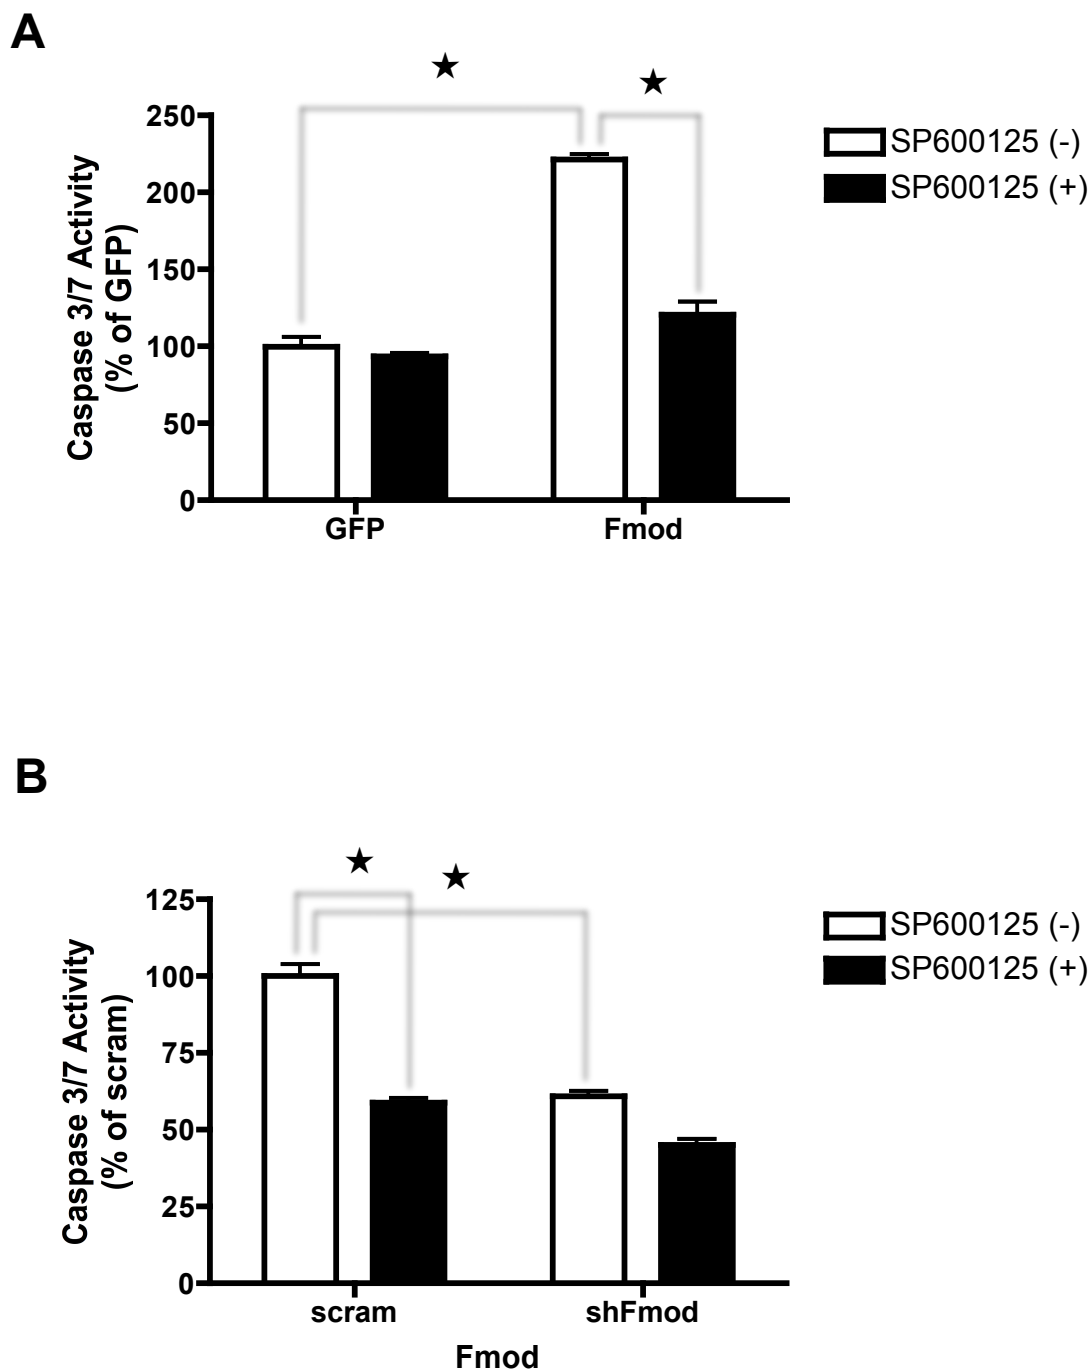 A
250
200
150
100
50
0
Caspase 3/7 Activity
(% of GFP)
GFP
Fmod
SP600125 (-)
SP600125 (+)
B
125
100
75
50
25
0
Caspase 3/7 Activity
(% of scram)
scram
shFmod
Fmod
SP600125 (-)
SP600125 (+)